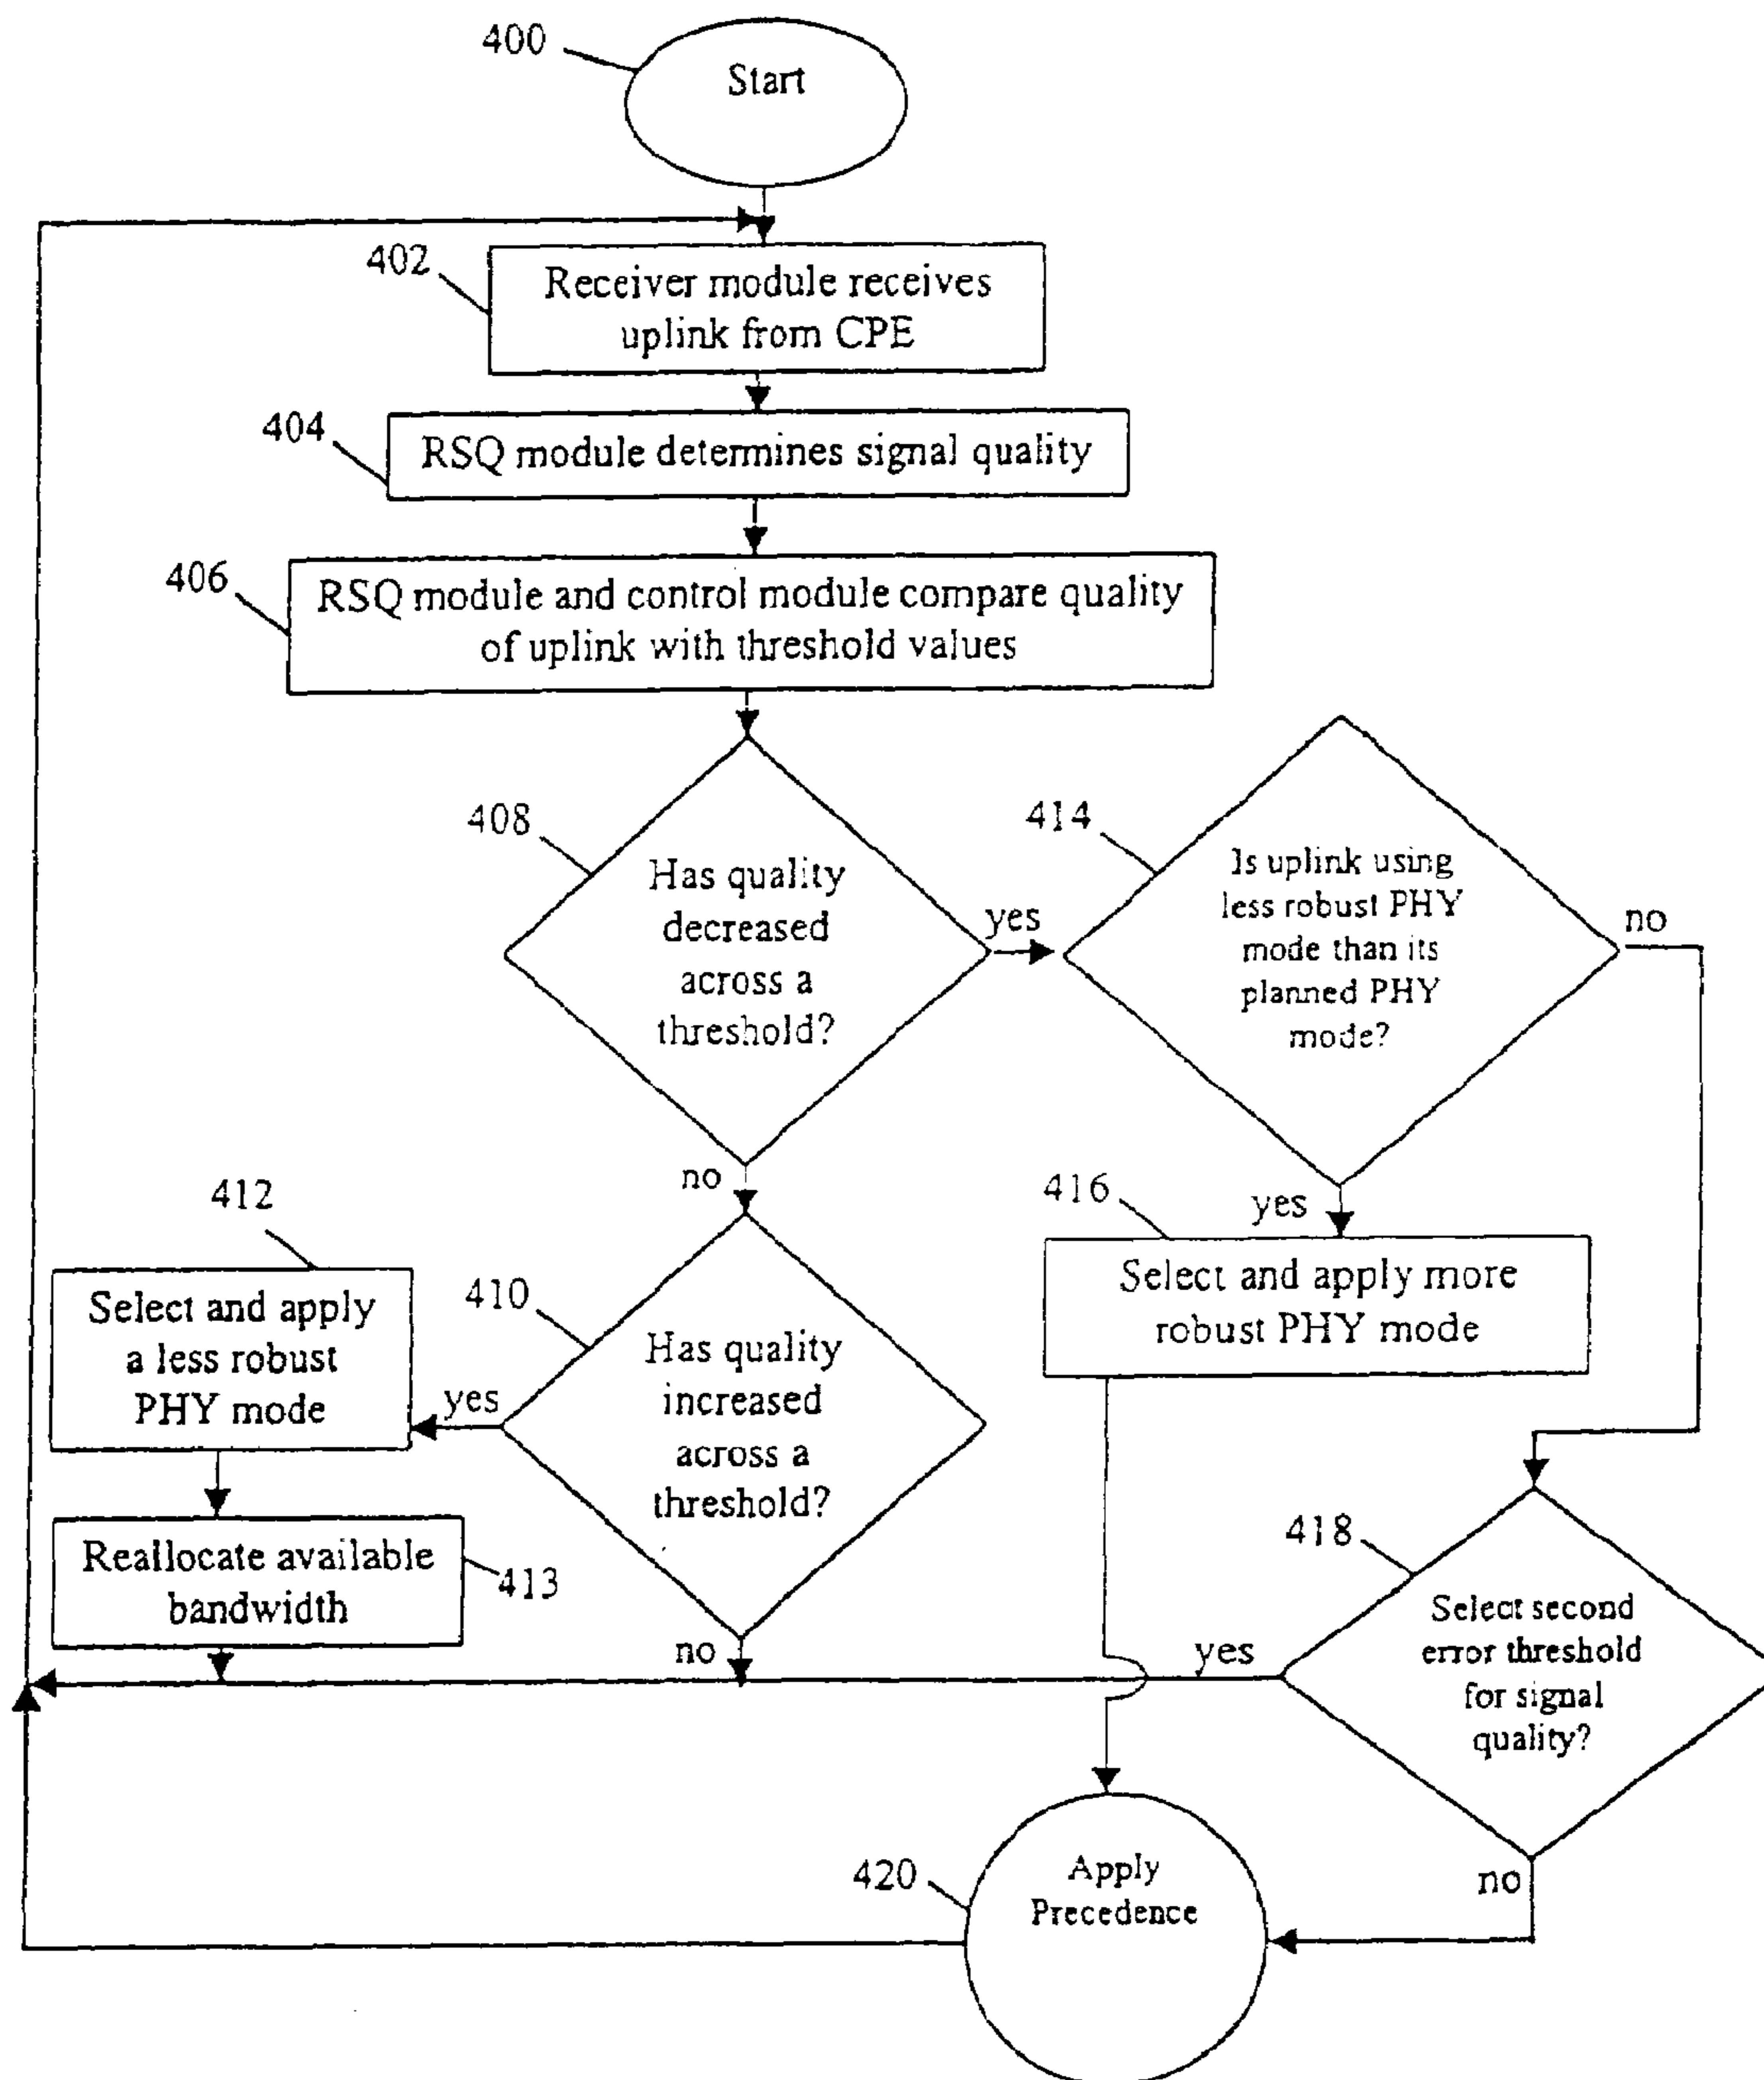 400
Start
402
Receiver module receives
uplink from CPE
404
RSQ module determines signal quality
406
RSQ module and control module compare quality
of uplink with threshold values
408
Has quality
decreased
across a
threshold?
yes
no
414
Is uplink using
less robust PHY
mode than its
planned PHY
mode?
no
yes
416
Select and apply more
robust PHY mode
412
Select and apply
a less robust
PHY mode
410
Has quality
increased
across a
threshold?
yes
no
Reallocate available
bandwidth
413
418
Select second
error threshold
for signal
quality?
yes
no
420
Apply
Precedence